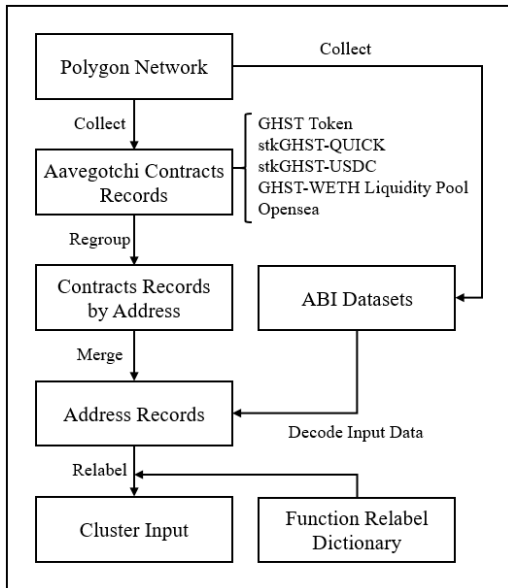 Polygon Network
Collect
Collect
GHST Token
stkGHST-QUICK
stkGHST-USDC
GHST-WETH Liquidity Pool
Opensea
Aavegotchi Contracts
Records
Regroup
Contracts Records
by Address
ABI Datasets
Merge
Address Records
Decode Input Data
Relabel
Cluster Input
Function Relabel
Dictionary